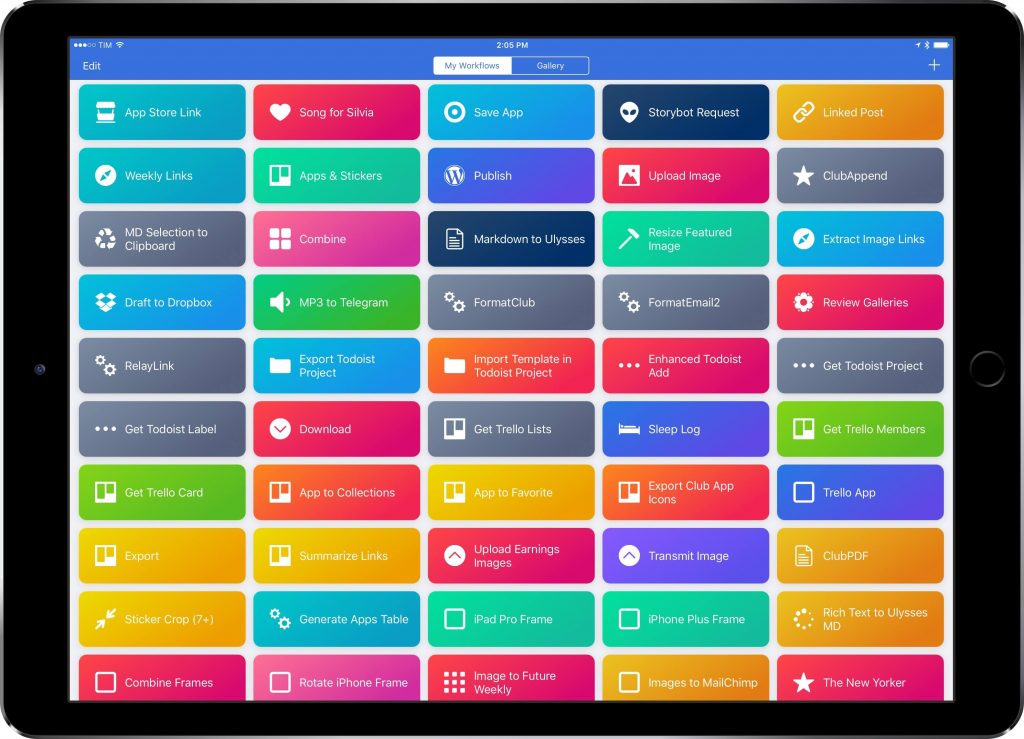 TIM 2:05 PM
Edit My Workflows Gallery +
App Store Link
Song for Silvia
Save App
Storybot Request
Linked Post
Weekly Links
Apps & Stickers
Publish
Upload Image
ClubAppend
MD Selection to
Clipboard
Combine
Markdown to Ulysses
Resize Featured
Image
Extract Image Links
Draft to Dropbox
MP3 to Telegram
FormatClub
FormatEmail2
Review Galleries
RelayLink
Export Todoist
Project
Import Template in
Todoist Project
Enhanced Todoist
Add
Get Todoist Project
Get Todoist Label
Download
Get Trello Lists
Sleep Log
Get Trello Members
Get Trello Card
App to Collections
App to Favorite
Export Club App
Icons
Trello App
Export
Summarize Links
Upload Earnings
Images
Transmit Image
ClubPDF
Sticker Crop (7+)
Generate Apps Table
iPad Pro Frame
iPhone Plus Frame
Rich Text to Ulysses
MD
Combine Frames
Rotate iPhone Frame
Image to Future
Weekly
Images to MailChimp
The New Yorker